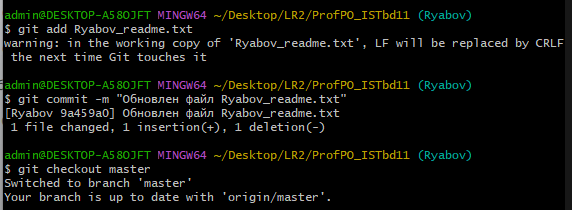 admin@DESKTOP-A58OJFT MINGW64 ~/Desktop/LR2/ProfPO_ISTbd11 (Ryabov)
$ git add Ryabov_readme.txt
warning: in the working copy of 'Ryabov_readme.txt', LF will be replaced by CRLF
the next time Git touches it
admin@DESKTOP-A58OJFT MINGW64 ~/Desktop/LR2/ProfPO_ISTbd11 (Ryabov)
$ git commit -m "Обновлен файл Ryabov_readme.txt"
[Ryabov 9a459a0] Обновлен файл Ryabov_readme.txt
1 file changed, 1 insertion(+), 1 deletion(-)
admin@DESKTOP-A58OJFT MINGW64 ~/Desktop/LR2/ProfPO_ISTbd11 (Ryabov)
$ git checkout master
Switched to branch 'master'
Your branch is up to date with 'origin/master'.